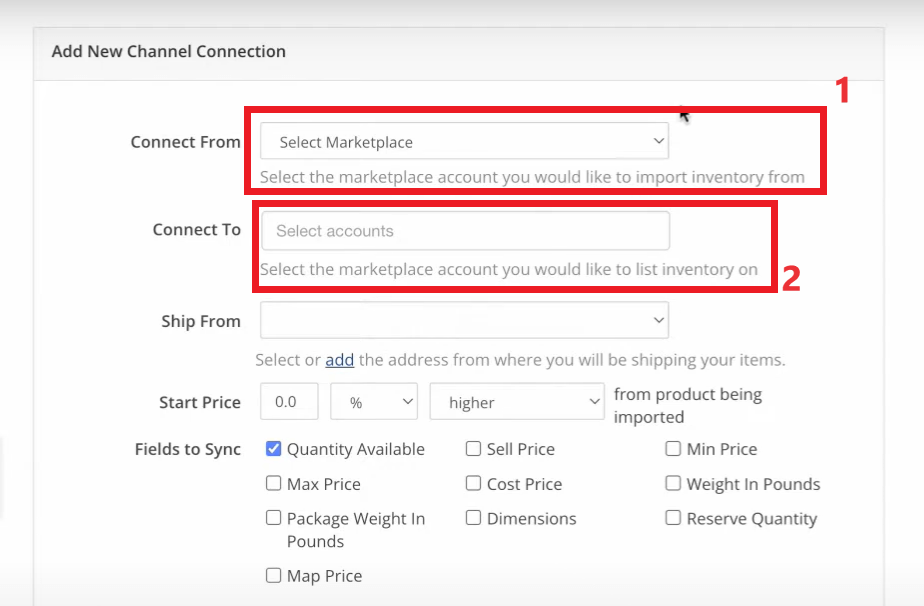 Add New Channel Connection
1
Connect From
Select Marketplace
Select the marketplace account you would like to import inventory from
Connect To
Select accounts
Select the marketplace account you would like to list inventory on
2
Ship From
Select or add the address from where you will be shipping your items.
Start Price 0.0 % higher from product being
imported
Fields to Sync Quantity Available Sell Price Min Price
Max Price Cost Price Weight In Pounds
Package Weight In Dimensions Reserve Quantity
Pounds
Map Price